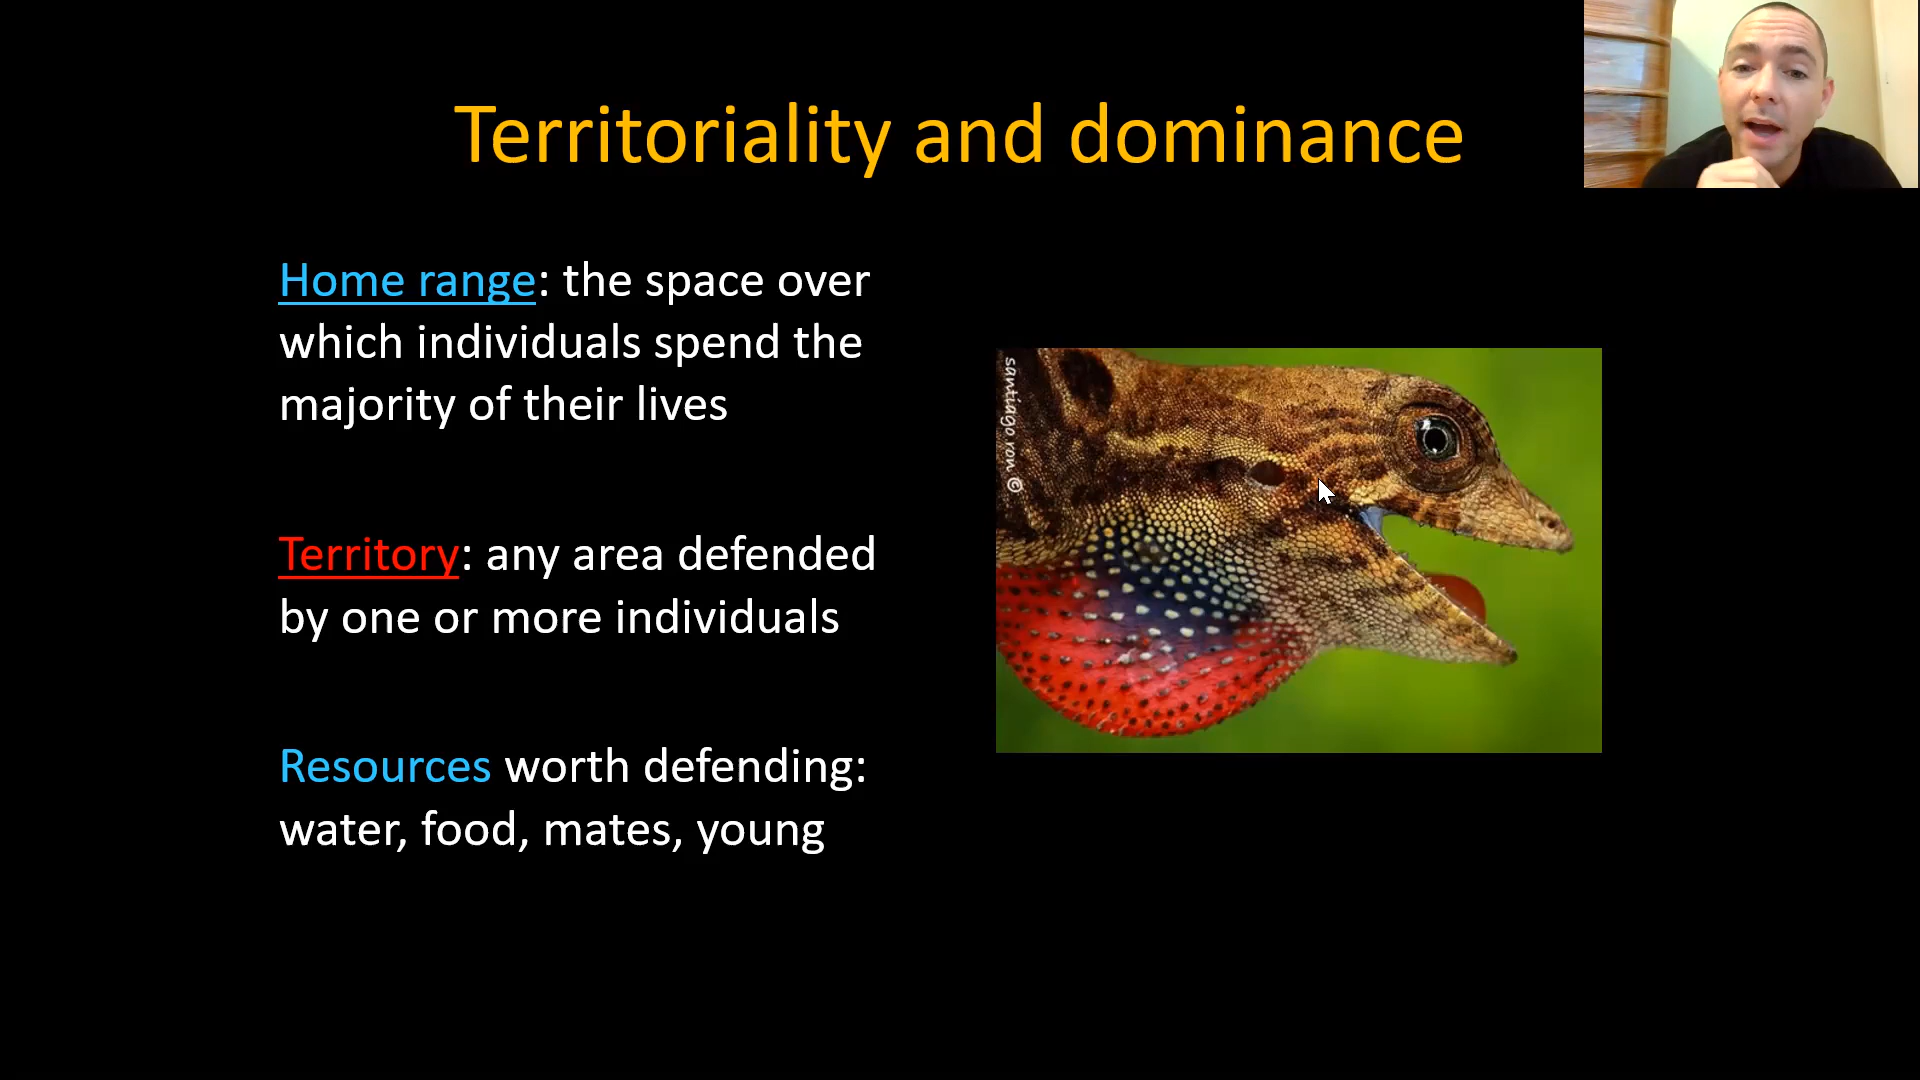 Territoriality and dominance
Home range: the space over
which individuals spend the
majority of their lives
Territory: any area defended
by one or more individuals
Resources worth defending:
water, food, mates, young
santiago ron ©